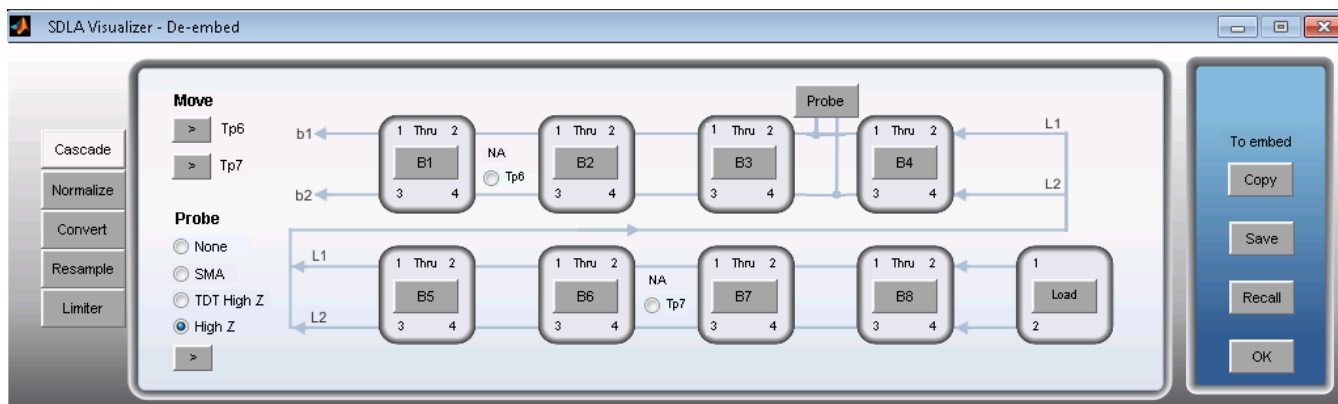 SDLA Visualizer - De-embed
Cascade
Normalize
Convert
Resample
Limiter
Move
> Tp6
> Tp7
Probe
None
SMA
TDT High Z
High Z
>
Probe
b1
b2
1 Thru 2
B1
3 4
NA
Tp6
1 Thru 2
B2
3 4
1 Thru 2
B3
3 4
1 Thru 2
B4
3 4
L1
L2
L1
L2
1 Thru 2
B5
3 4
1 Thru 2
B6
3 4
NA
Tp7
1 Thru 2
B7
3 4
1 Thru 2
B8
3 4
1
Load
2
To embed
Copy
Save
Recall
OK